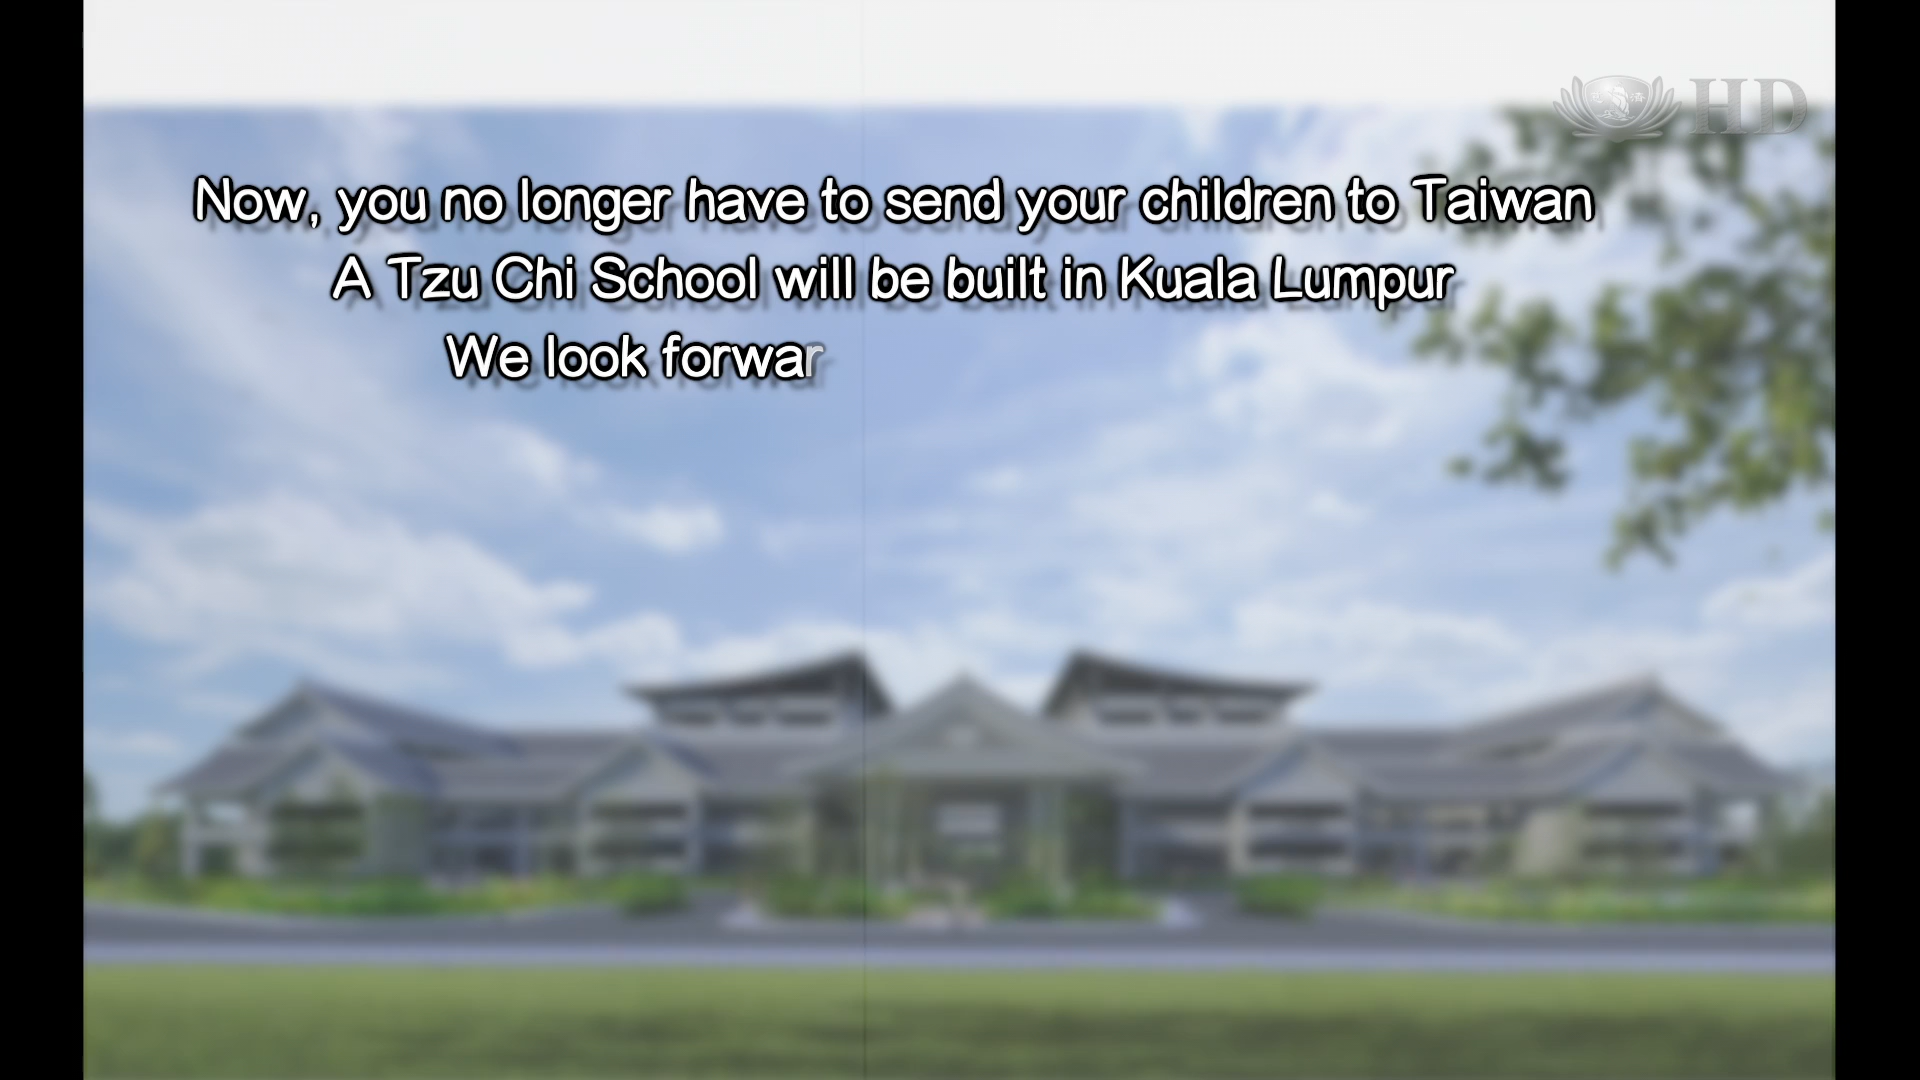 HD
Now, you no longer have to send your children to Taiwan
A Tzu Chi School will be built in Kuala Lumpur
We look forwar